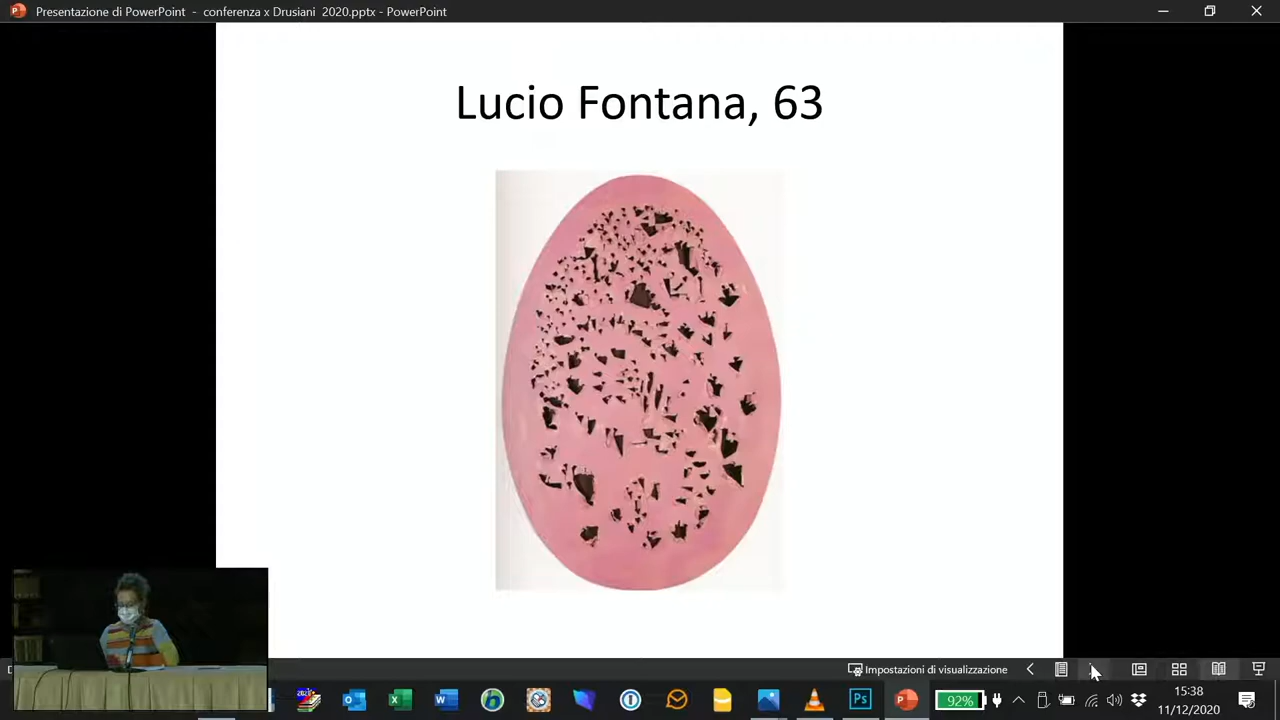 Presentazione di PowerPoint - conferenza x Drusiani 2020.pptx - PowerPoint
Lucio Fontana, 63
Impostazioni di visualizzazione
Ps
92%
15:38
11/12/2020